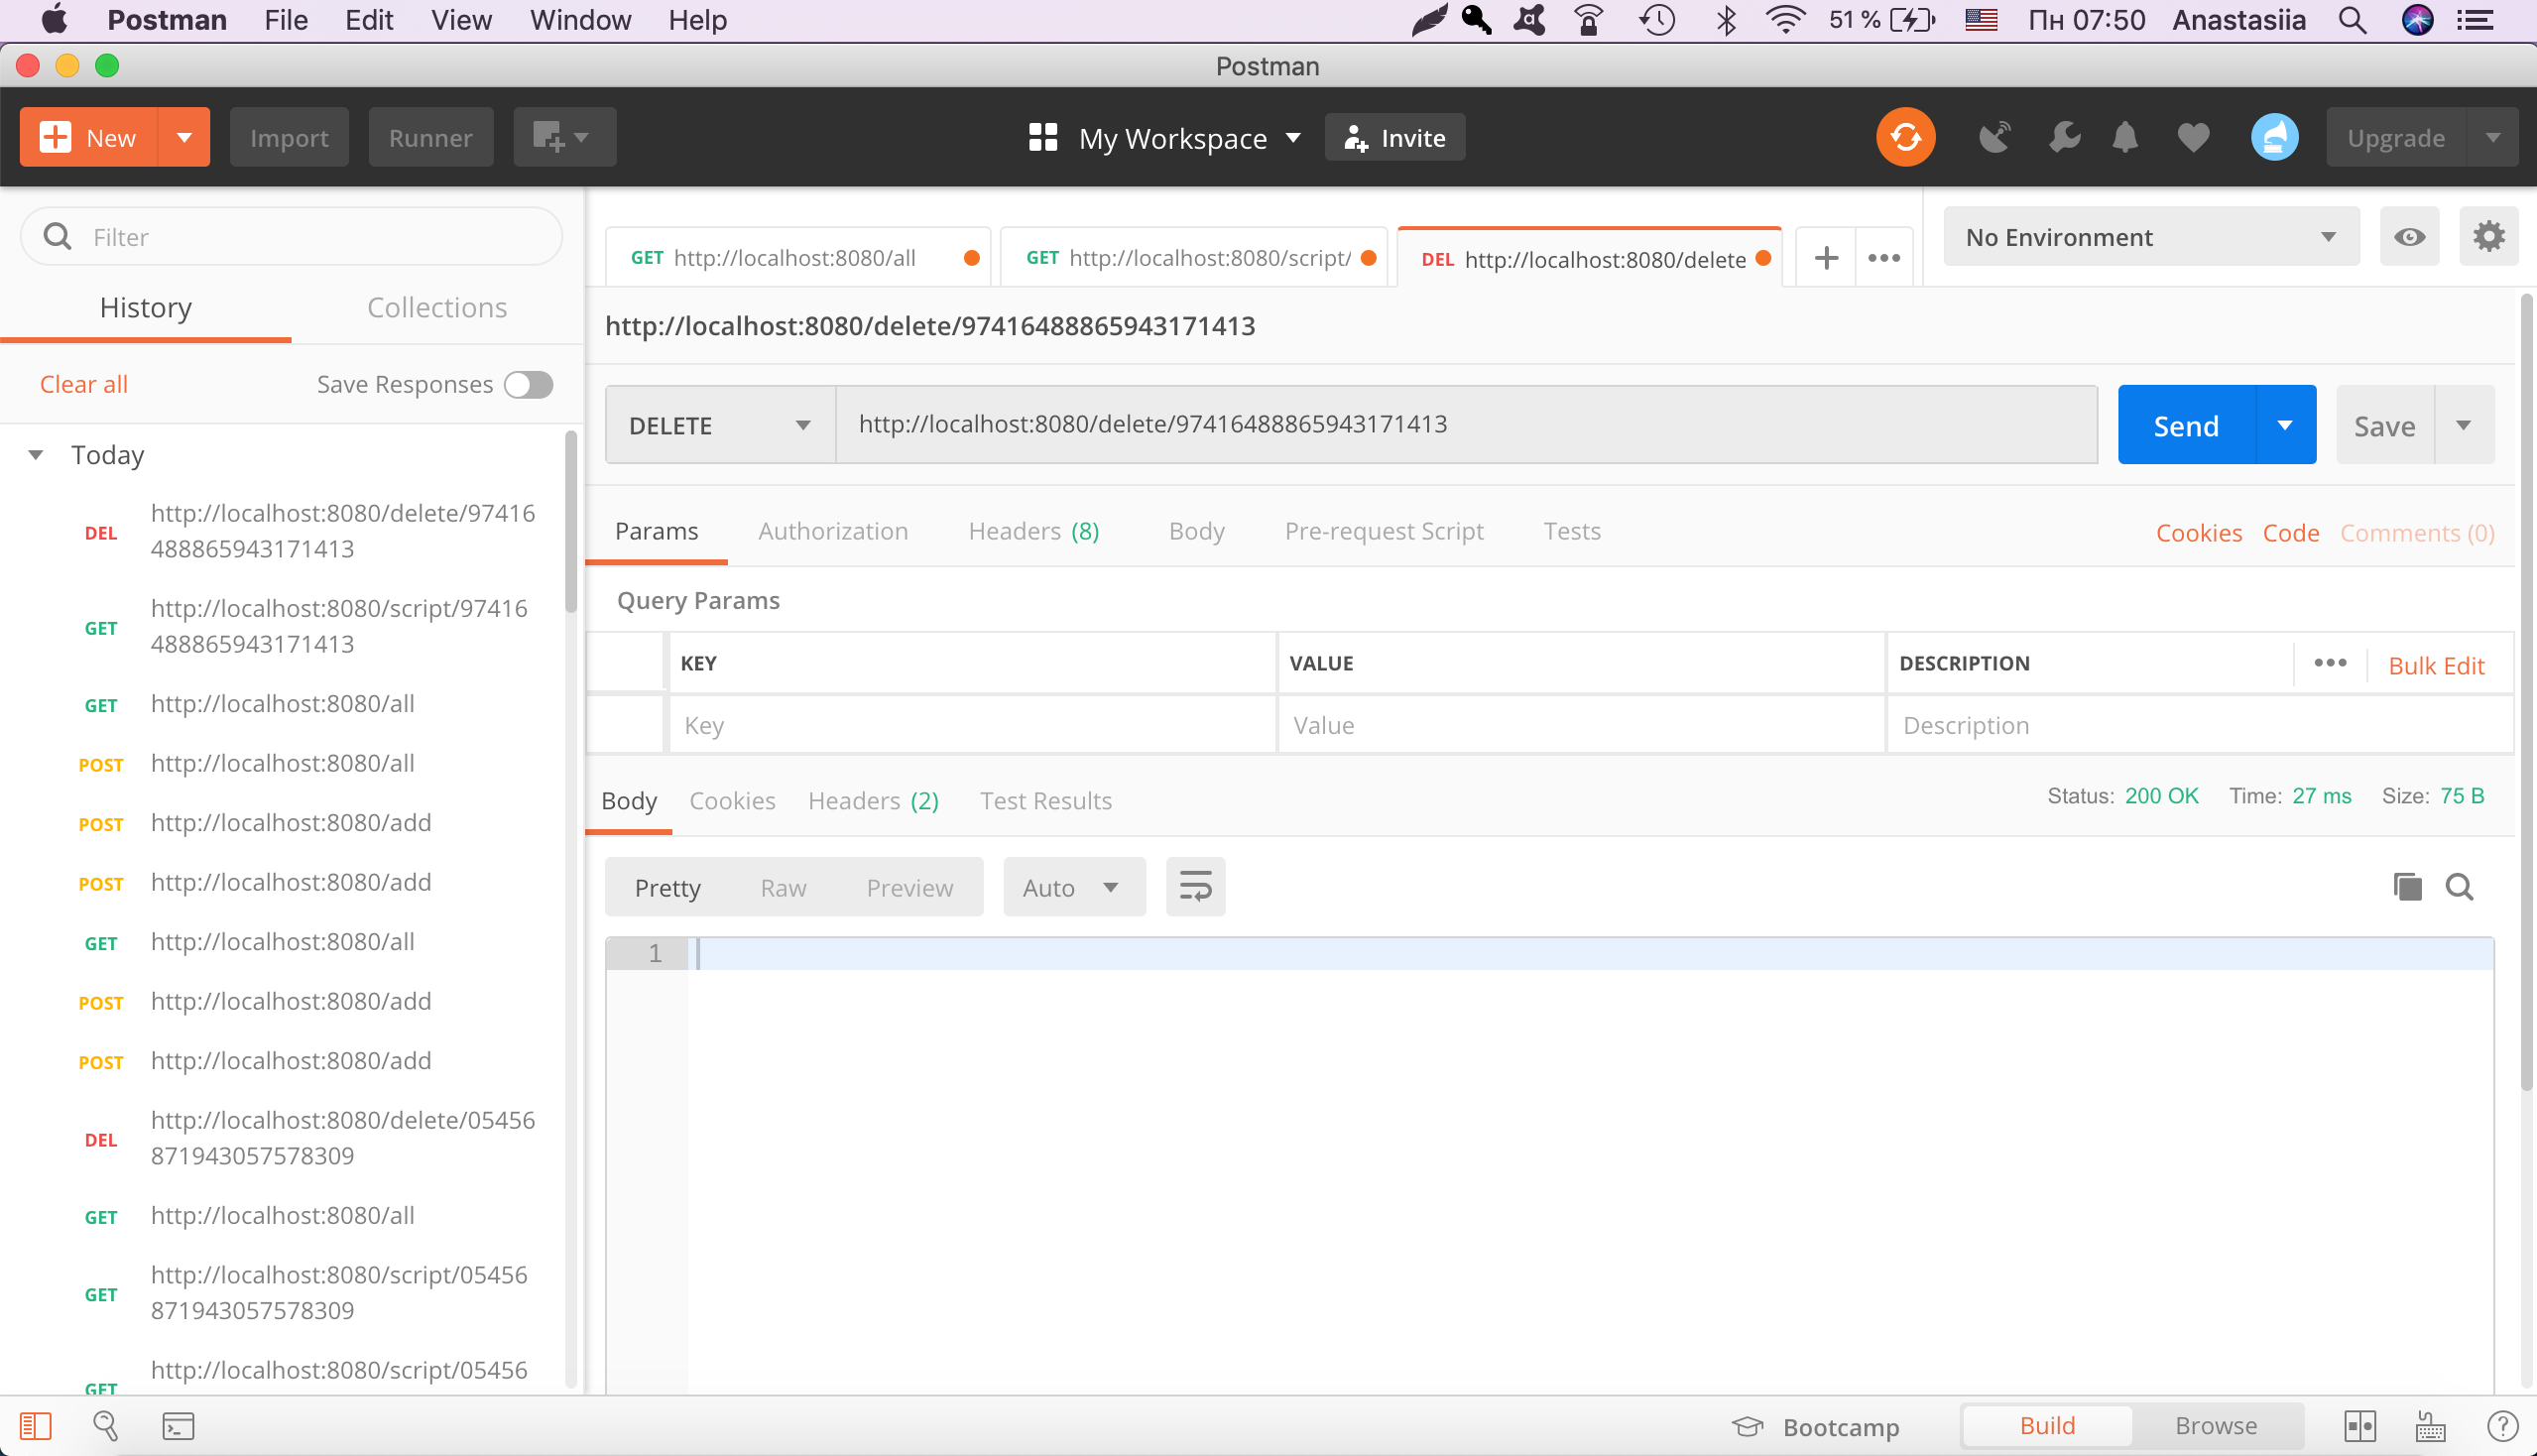 Postman File Edit View Window Help 51 % Пн 07:50 Anastasiia
Postman
New Import Runner My Workspace Invite Upgrade
Filter
GET http://localhost:8080/all GET http://localhost:8080/script/ DEL http://localhost:8080/delete No Environment
History Collections
http://localhost:8080/delete/97416488865943171413
Clear all Save Responses
DELETE http://localhost:8080/delete/97416488865943171413 Send Save
Today
DEL http://localhost:8080/delete/97416
488865943171413
GET http://localhost:8080/script/97416
488865943171413
GET http://localhost:8080/all
POST http://localhost:8080/all
POST http://localhost:8080/add
POST http://localhost:8080/add
GET http://localhost:8080/all
POST http://localhost:8080/add
POST http://localhost:8080/add
DEL http://localhost:8080/delete/05456
871943057578309
GET http://localhost:8080/all
GET http://localhost:8080/script/05456
871943057578309
GET http://localhost:8080/script/05456
Params Authorization Headers (8) Body Pre-request Script Tests Cookies Code Comments (0)
Query Params
KEY VALUE DESCRIPTION Bulk Edit
Key Value Description
Body Cookies Headers (2) Test Results Status: 200 OK Time: 27 ms Size: 75 B
Pretty Raw Preview Auto
1
Bootcamp Build Browse